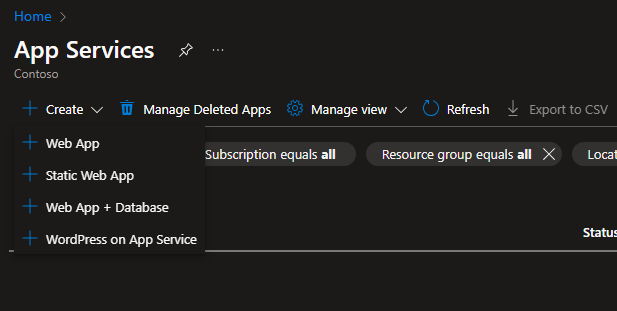 Home
App Services
Contoso
Create Manage Deleted Apps Manage view Refresh Export to CSV
Web App
Static Web App
Web App + Database
WordPress on App Service
Subscription equals all Resource group equals all Locat
Status